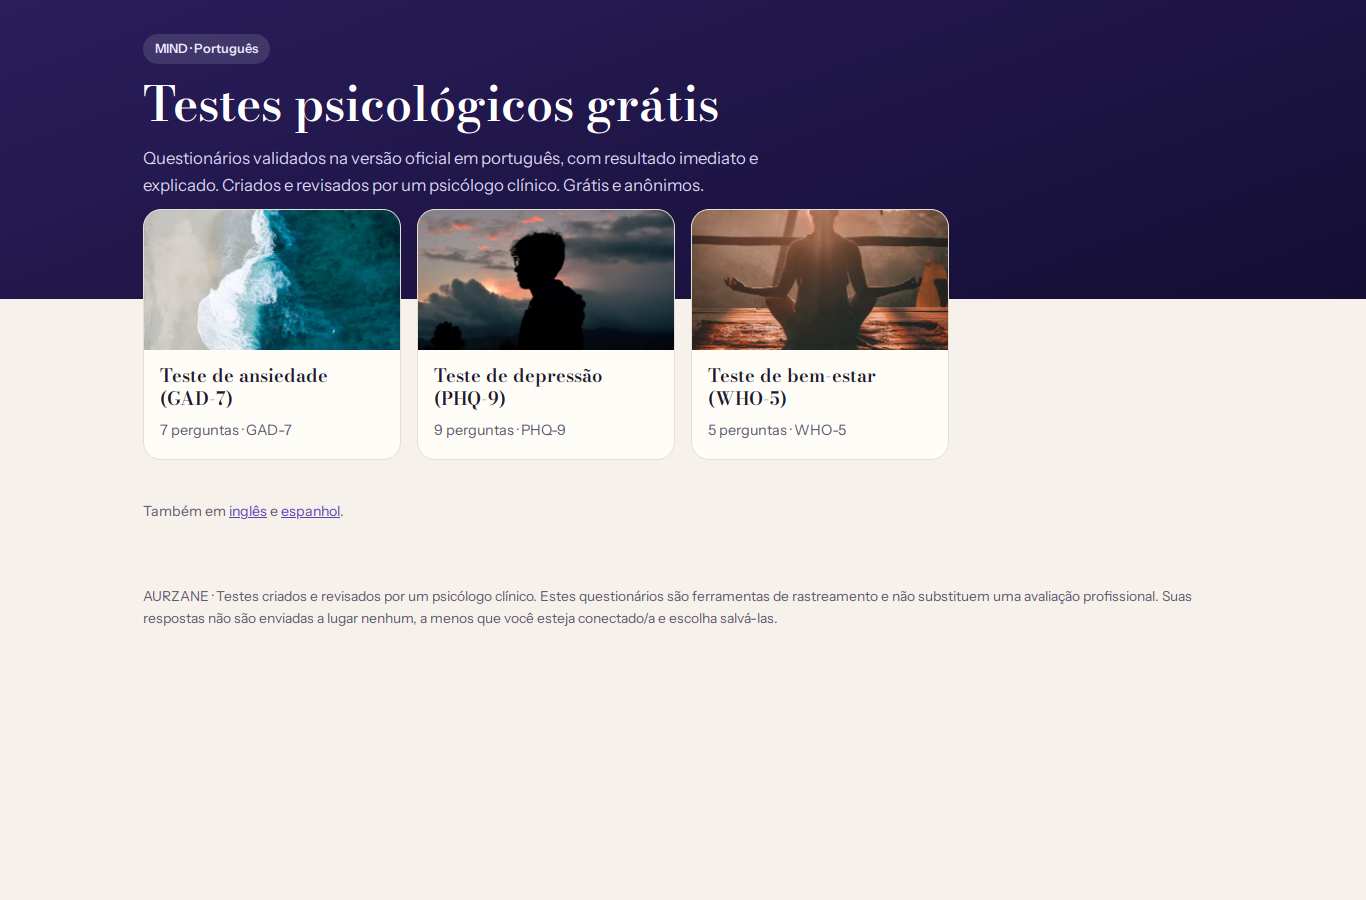 MIND · Português
Testes psicológicos grátis
Questionários validados na versão oficial em português, com resultado imediato e
explicado. Criados e revisados por um psicólogo clínico. Grátis e anônimos.
Teste de ansiedade
(GAD-7)
7 perguntas · GAD-7
Teste de depressão
(PHQ-9)
9 perguntas · PHQ-9
Teste de bem-estar
(WHO-5)
5 perguntas · WHO-5
Também em inglês e espanhol.
AURZANE · Testes criados e revisados por um psicólogo clínico. Estes questionários são ferramentas de rastreamento e não substituem uma avaliação profissional. Suas
respostas não são enviadas a lugar nenhum, a menos que você esteja conectado/a e escolha salvá-las.